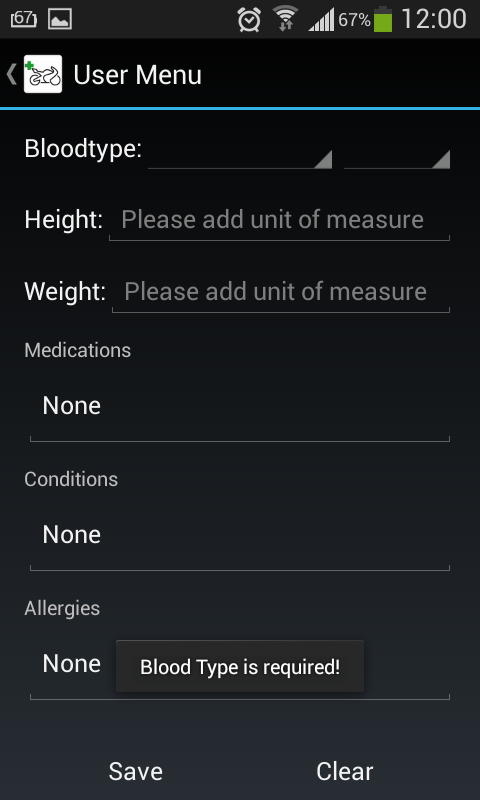 67 67% 12:00
User Menu
Bloodtype:
Height: Please add unit of measure
Weight: Please add unit of measure
Medications
None
Conditions
None
Allergies
None
Blood Type is required!
Save Clear